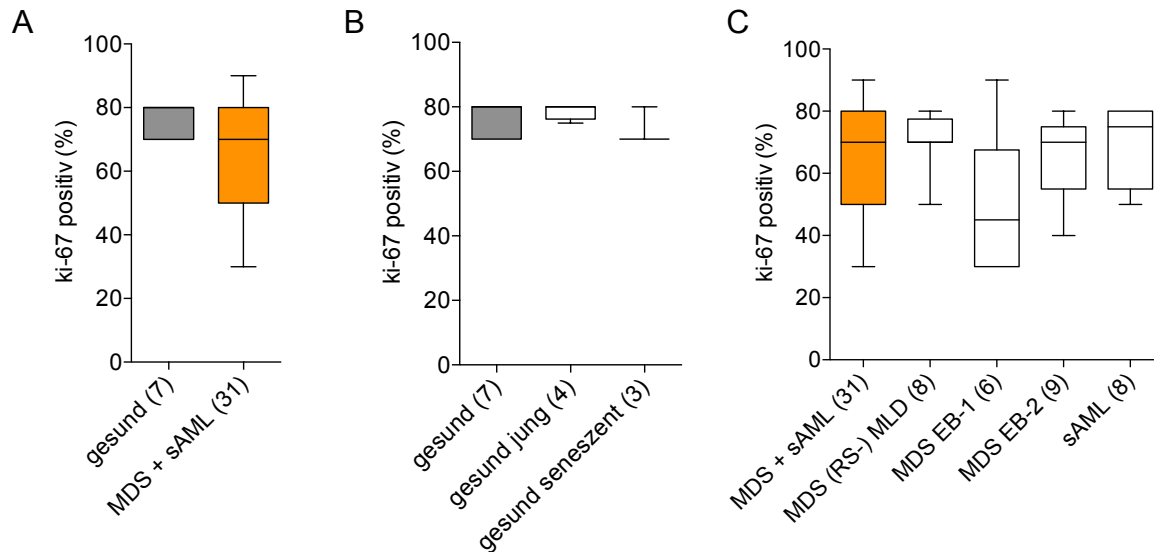 A
ki-67 positiv (%)
100
80
60
40
20
0
gesund (7)
MDS + sAML (31)
B
ki-67 positiv (%)
100
80
60
40
20
0
gesund (7)
gesund jung (4)
gesund seneszent (3)
C
ki-67 positiv (%)
100
80
60
40
20
0
MDS + sAML (31)
MDS (RS-) MLD (8)
MDS EB-1 (6)
MDS EB-2 (9)
sAML (8)